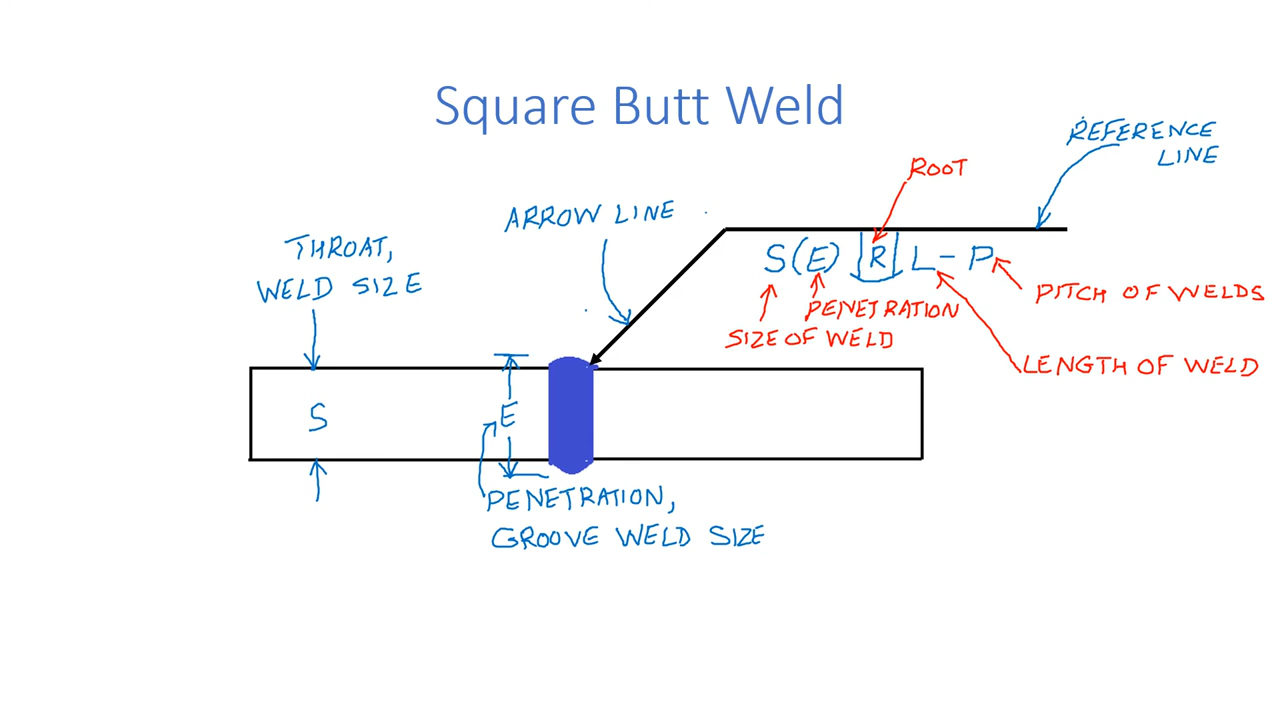 Square Butt Weld
REFERENCE
LINE
ROOT
ARROW LINE
THROAT,
WELD SIZE
S(E) R L-P
PITCH OF WELDS
PENETRATION
SIZE OF WELD
LENGTH OF WELD
S
E
PENETRATION,
GROOVE WELD SIZE